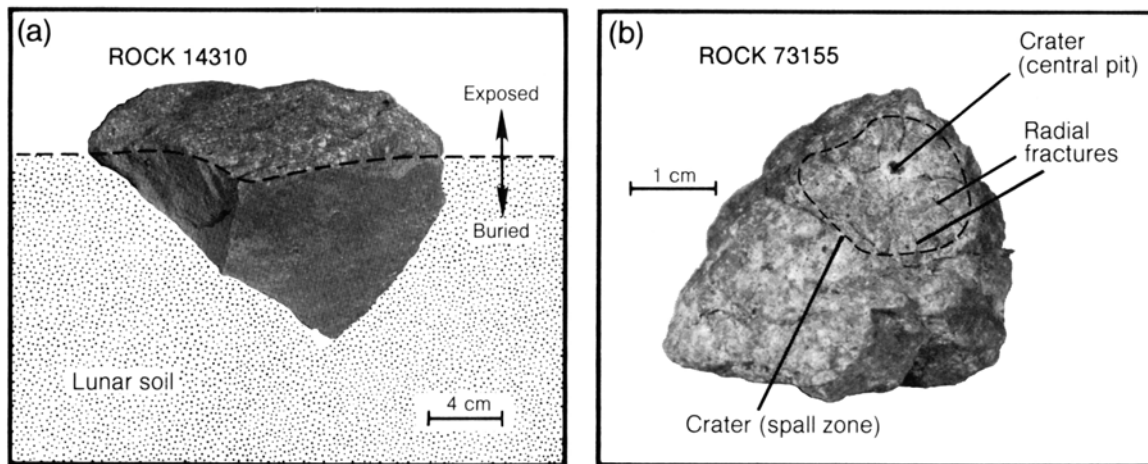 (a)
ROCK 14310
Exposed
Buried
Lunar soil
4 cm
(b)
ROCK 73155
Crater
(central pit)
Radial
fractures
1 cm
Crater (spall zone)